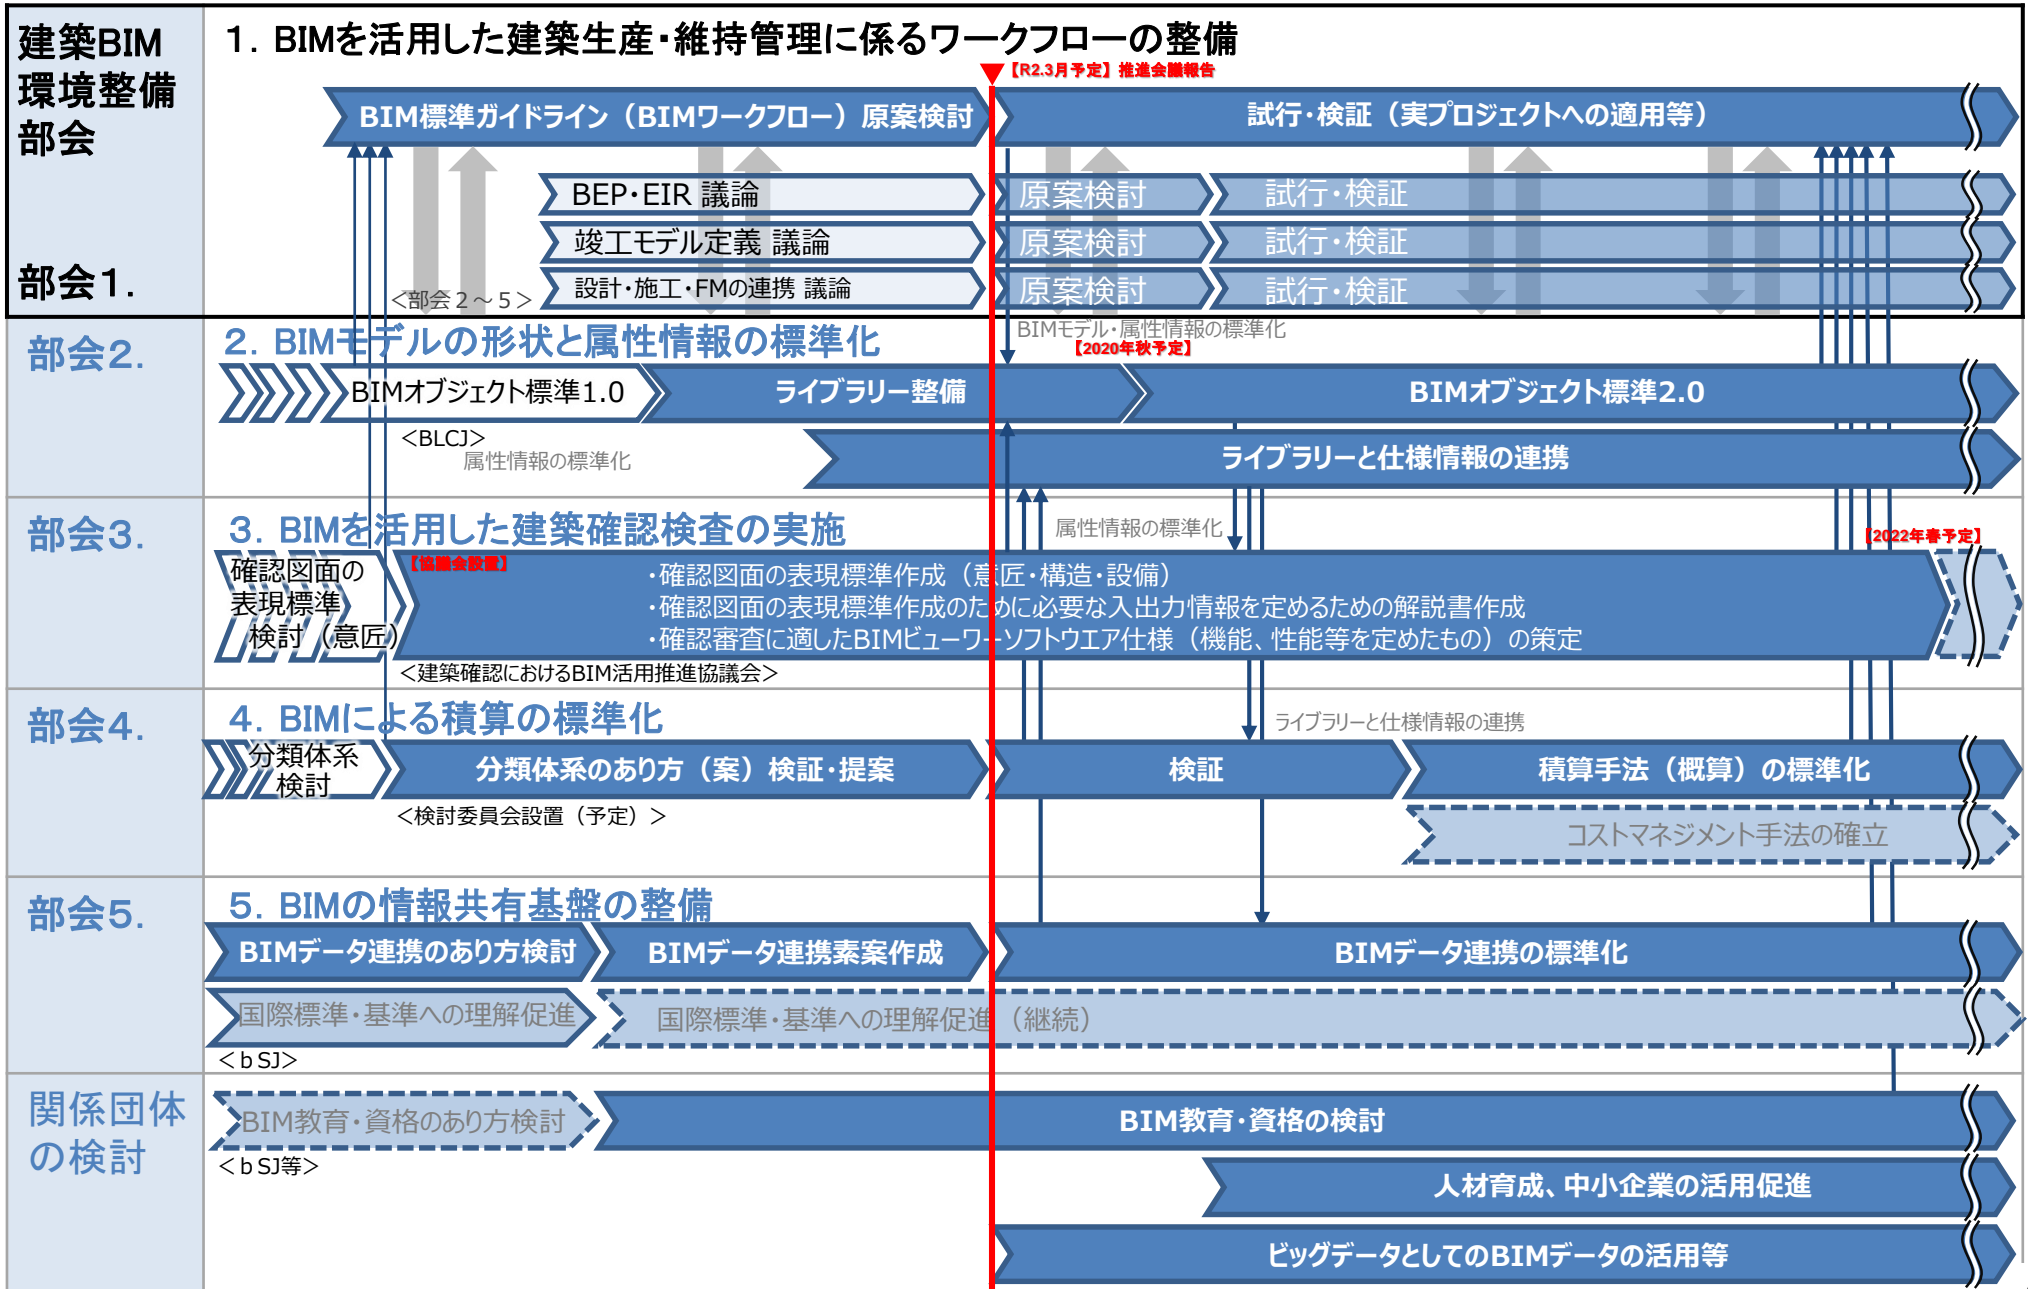 建築BIM
環境整備
部会
部会1.
1. BIMを活用した建築生産・維持管理に係るワークフローの整備
【R2.3月予定】推進会議報告
BIM標準ガイドライン（BIMワークフロー）原案検討
試行・検証（実プロジェクトへの適用等）
BEP・EIR 議論
原案検討
試行・検証
竣工モデル定義 議論
原案検討
試行・検証
設計・施工・FMの連携 議論
原案検討
試行・検証
＜部会２～５＞
部会2.
2. BIMモデルの形状と属性情報の標準化
BIMモデル・属性情報の標準化
【2020年秋予定】
BIMオブジェクト標準1.0
ライブラリー整備
BIMオブジェクト標準2.0
＜BLCJ＞
属性情報の標準化
ライブラリーと仕様情報の連携
部会3.
3. BIMを活用した建築確認検査の実施
属性情報の標準化
【2022年春予定】
確認図面の
表現標準
検討（意匠）
【協議会設置】
・確認図面の表現標準作成（意匠・構造・設備）
・確認図面の表現標準作成のために必要な入出力情報を定めるための解説書作成
・確認審査に適したBIMビューワーソフトウエア仕様（機能、性能等を定めたもの）の策定
＜建築確認におけるBIM活用推進協議会＞
部会4.
4. BIMによる積算の標準化
ライブラリーと仕様情報の連携
分類体系
検討
分類体系のあり方（案）検証・提案
検証
積算手法（概算）の標準化
＜検討委員会設置（予定）＞
コストマネジメント手法の確立
部会5.
5. BIMの情報共有基盤の整備
BIMデータ連携のあり方検討
BIMデータ連携素案作成
BIMデータ連携の標準化
国際標準・基準への理解促進
国際標準・基準への理解促進（継続）
＜ｂSJ＞
関係団体
の検討
BIM教育・資格のあり方検討
BIM教育・資格の検討
＜ｂSJ等＞
人材育成、中小企業の活用促進
ビッグデータとしてのBIMデータの活用等